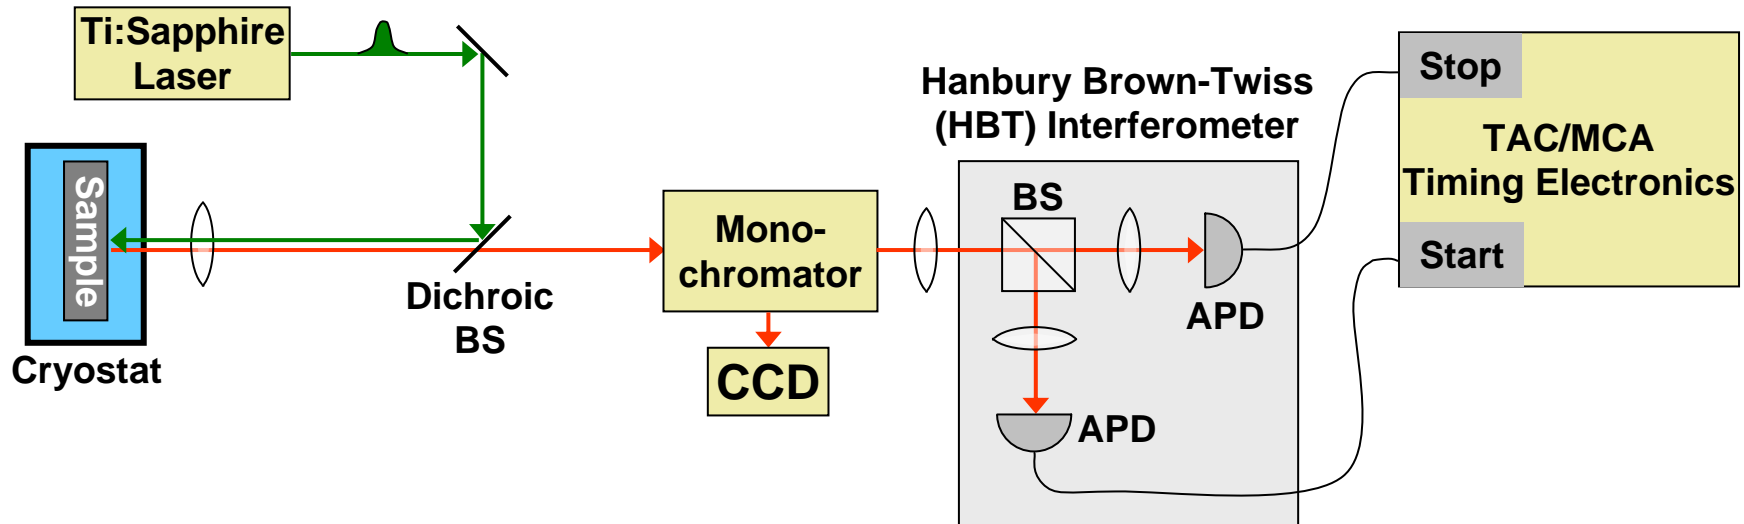 Ti:Sapphire
Laser
Hanbury Brown-Twiss
(HBT) Interferometer
Stop
TAC/MCA
Timing Electronics
Start
Sample
Cryostat
Dichroic
BS
Mono-
chromator
CCD
BS
APD
APD